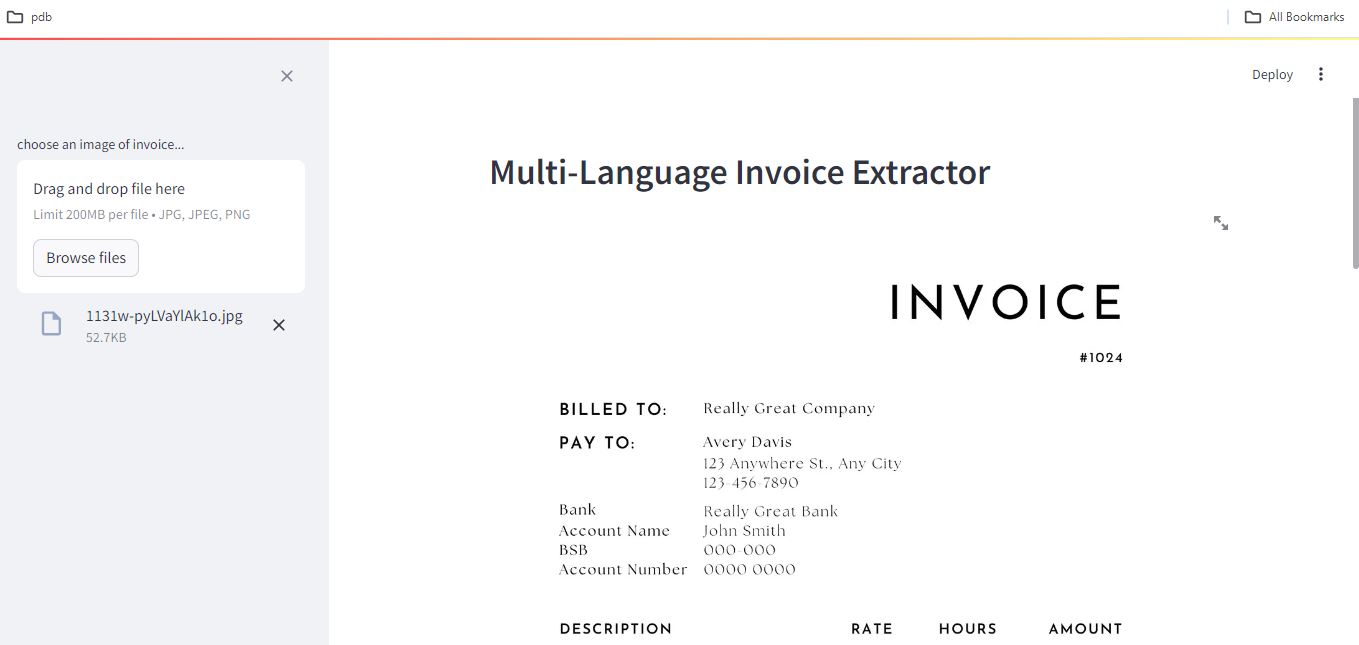 pdb
All Bookmarks
Deploy
choose an image of invoice...
Drag and drop file here
Limit 200MB per file • JPG, JPEG, PNG
Browse files
1131w-pyLVaYlAk1o.jpg
52.7KB
Multi-Language Invoice Extractor
INVOICE
#1024
BILLED TO: Really Great Company
PAY TO: Avery Davis
123 Anywhere St., Any City
123-456-7890
Bank Really Great Bank
Account Name John Smith
BSB 000-000
Account Number 0000 0000
DESCRIPTION RATE HOURS AMOUNT